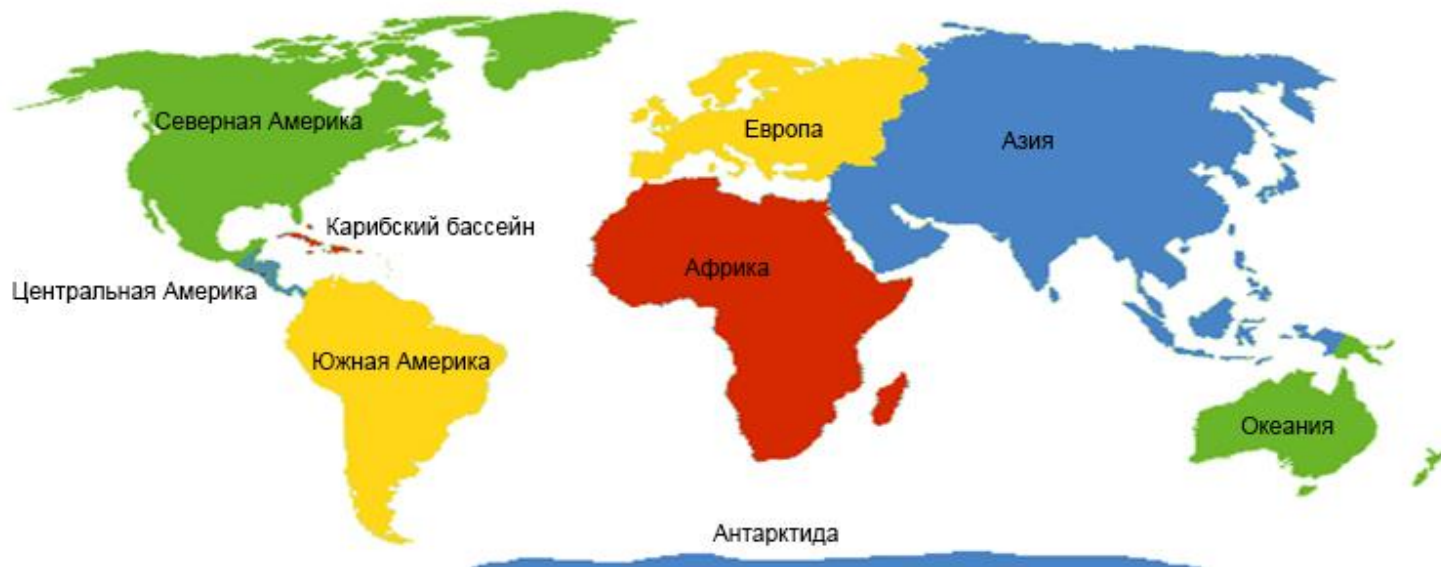 Северная Америка
Европа
Азия
Карибский бассейн
Африка
Центральная Америка
Южная Америка
Океания
Антарктида